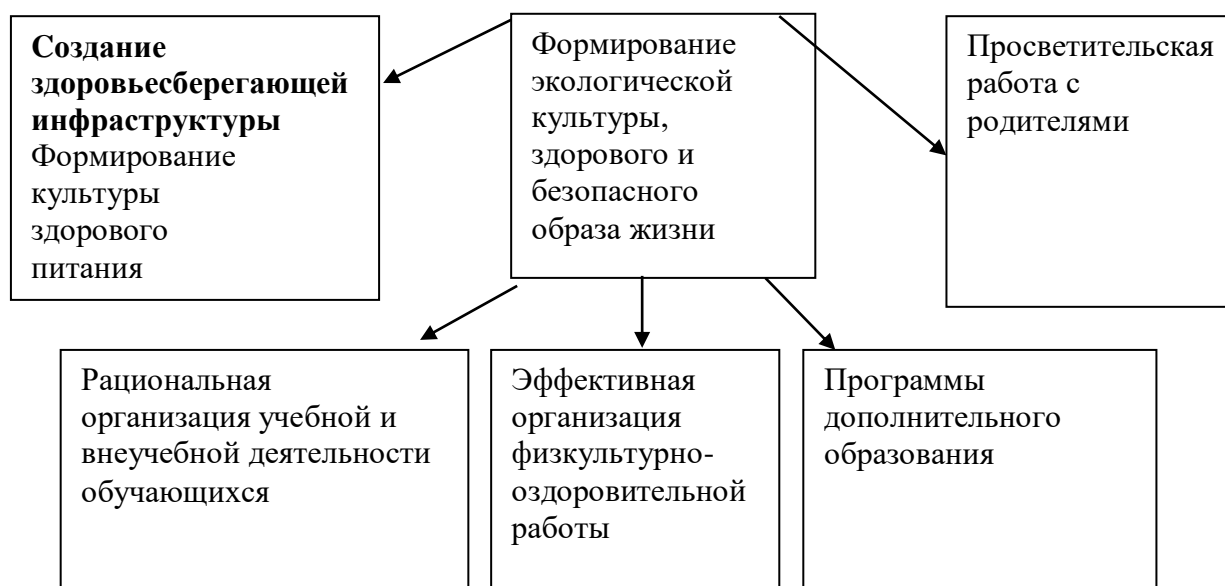 Создание
здоровьесберегающей
инфраструктуры
Формирование
культуры
здорового
питания
Формирование
экологической
культуры,
здорового и
безопасного
образа жизни
Просветительская
работа с
родителями
Рациональная
организация учебной и
внеучебной деятельности
обучающихся
Эффективная
организация
физкультурно-
оздоровительной
работы
Программы
дополнительного
образования